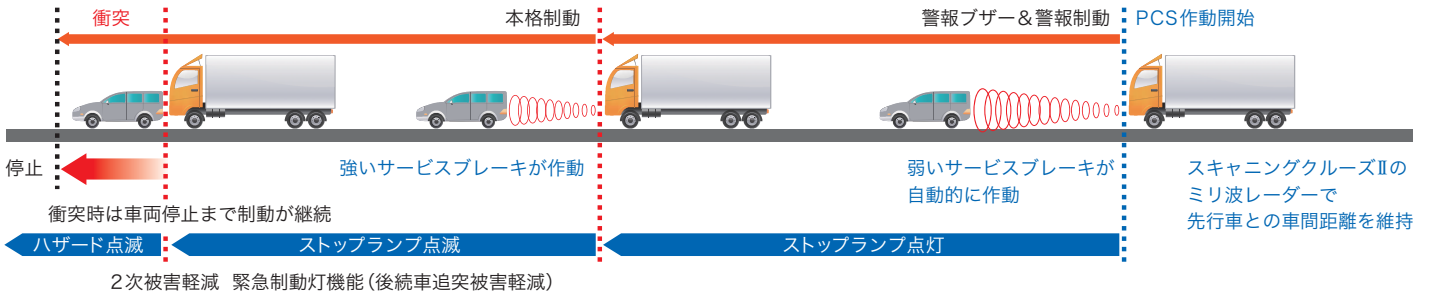 衝突
本格制動
警報ブザー＆警報制動
PCS作動開始
停止
強いサービスブレーキが作動
弱いサービスブレーキが
自動的に作動
スキャニングクルーズⅡの
ミリ波レーダーで
先行車との車間距離を維持
衝突時は車両停止まで制動が継続
ハザード点滅
ストップランプ点滅
ストップランプ点灯
2次被害軽減 緊急制動灯機能（後続車追突被害軽減）